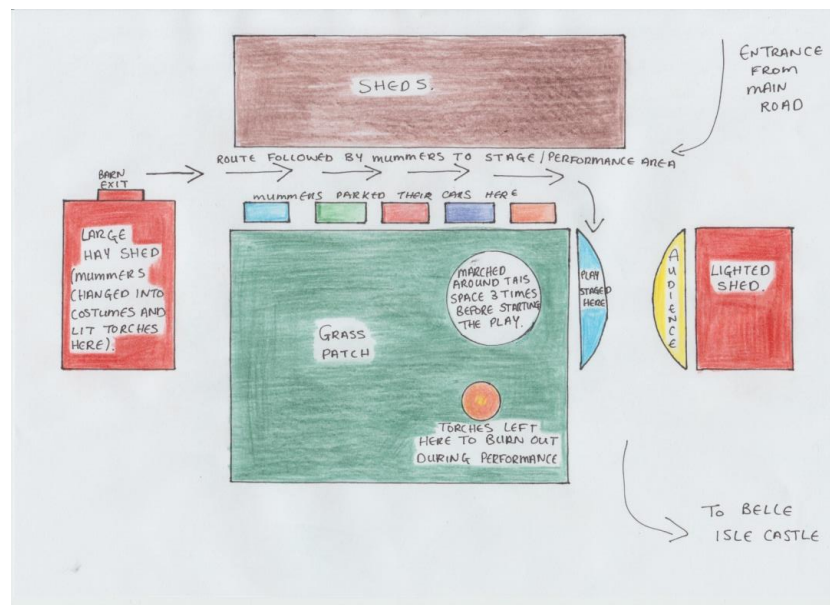 SHEDS.
ENTRANCE
FROM
MAIN
ROAD
ROUTE FOLLOWED BY MUMMERS TO STAGE/PERFORMANCE AREA
BARN
EXIT
MUMMERS PARKED THEIR CARS HERE
LARGE
HAY SHED
(MUMMERS
CHANGED INTO
COSTUMES AND
LIT TORCHES
HERE).
GRASS
PATCH
MARCHED
AROUND THIS
SPACE 3 TIMES
BEFORE STARTING
THE PLAY.
PLAY
STAGED
HERE
AUDIENCE
LIGHTED
SHED.
TORCHES LEFT
HERE TO BURN OUT
DURING PERFORMANCE
TO BELLE
ISLE CASTLE